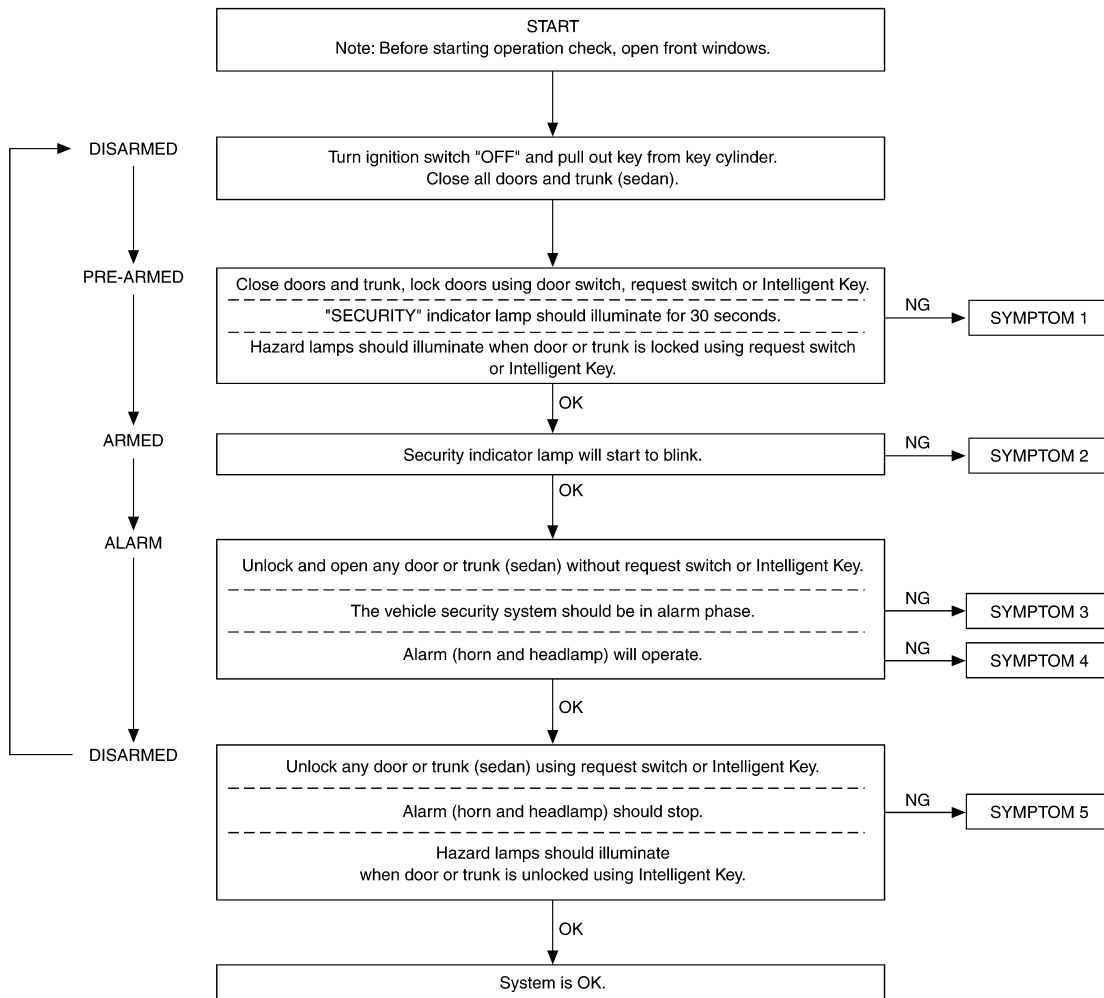 START
Note: Before starting operation check, open front windows.
DISARMED
Turn ignition switch "OFF" and pull out key from key cylinder.
Close all doors and trunk (sedan).
PRE-ARMED
Close doors and trunk, lock doors using door switch, request switch or Intelligent Key.
"SECURITY" indicator lamp should illuminate for 30 seconds.
Hazard lamps should illuminate when door or trunk is locked using request switch
or Intelligent Key.
NG
SYMPTOM 1
OK
ARMED
Security indicator lamp will start to blink.
NG
SYMPTOM 2
OK
ALARM
Unlock and open any door or trunk (sedan) without request switch or Intelligent Key.
The vehicle security system should be in alarm phase.
NG
SYMPTOM 3
Alarm (horn and headlamp) will operate.
NG
SYMPTOM 4
OK
DISARMED
Unlock any door or trunk (sedan) using request switch or Intelligent Key.
Alarm (horn and headlamp) should stop.
NG
SYMPTOM 5
Hazard lamps should illuminate
when door or trunk is unlocked using Intelligent Key.
OK
System is OK.